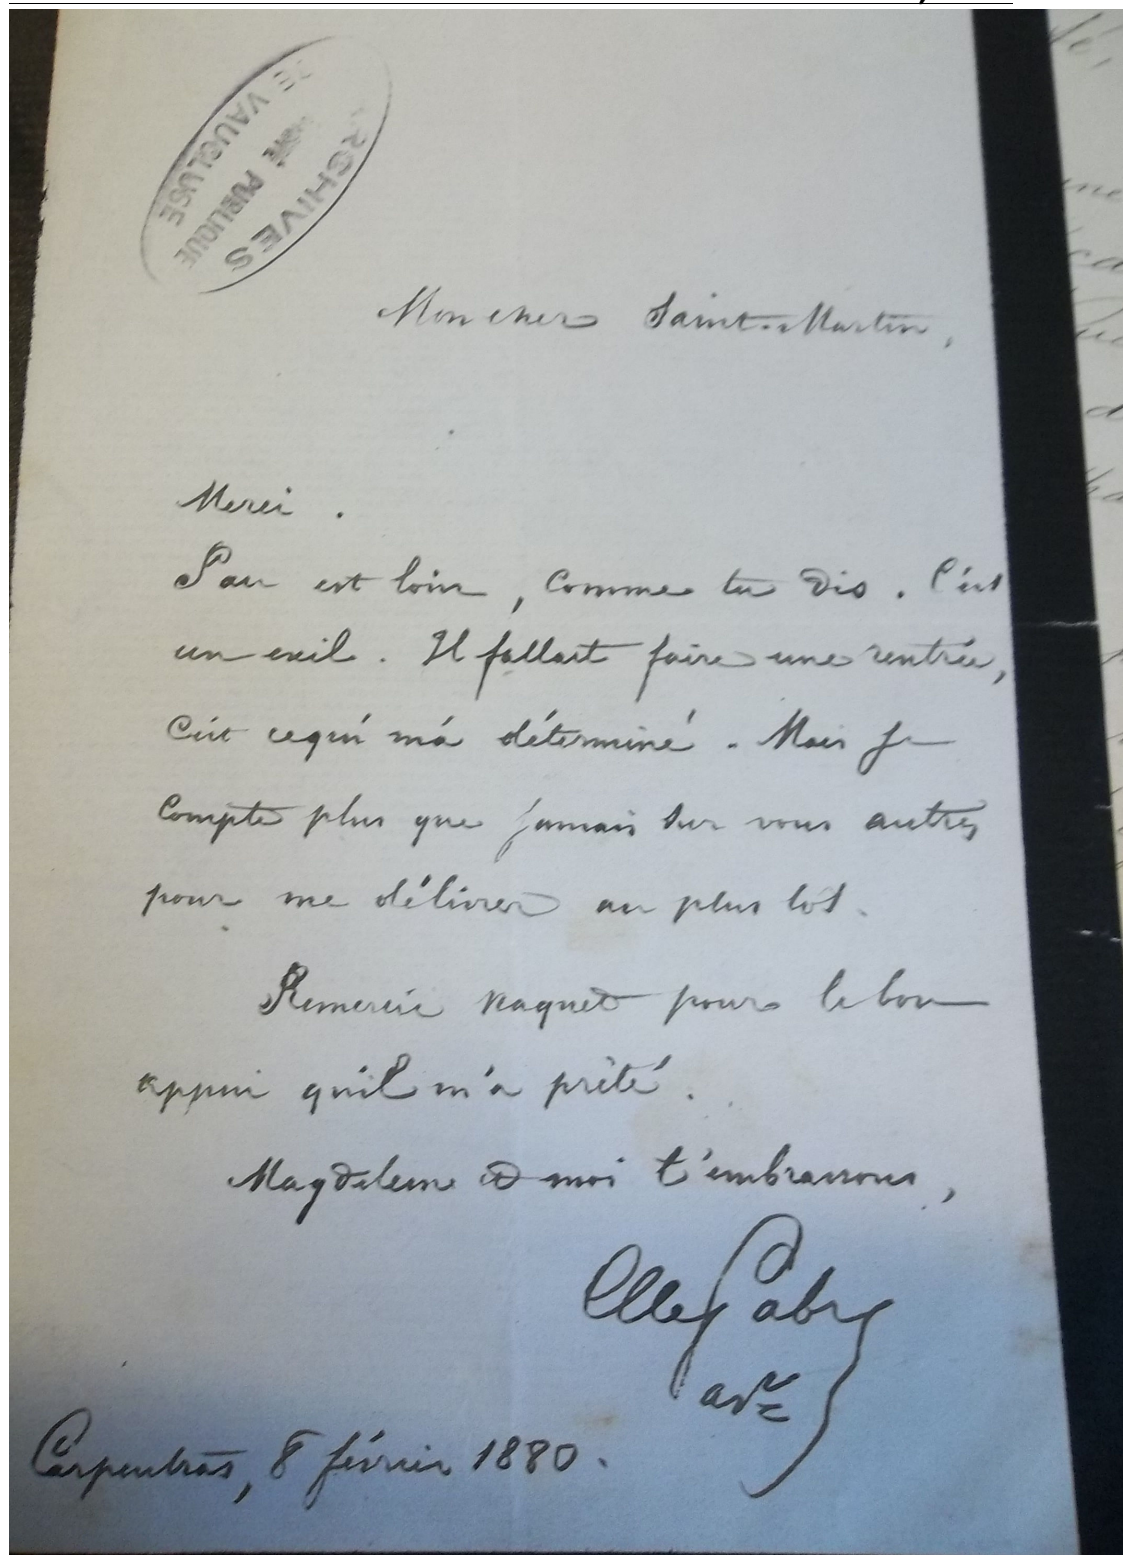 ARCHIVES
PUBLIQUE
DE VAUCLUSE
Mon cher Saint-Martin,
Merci.
Pau est loin, comme tu dis. C'est
un exil. Il fallait faire une rentrée,
C'est ce qui m'a déterminé. Mais je
compte plus que jamais sur vous autres
pour me délivrer au plus tôt.
Remercie Naquet pour le bon
appui qu'il m'a prêté.
Magdeleine et moi t'embrassons,
Carpentras, 8 février 1880.